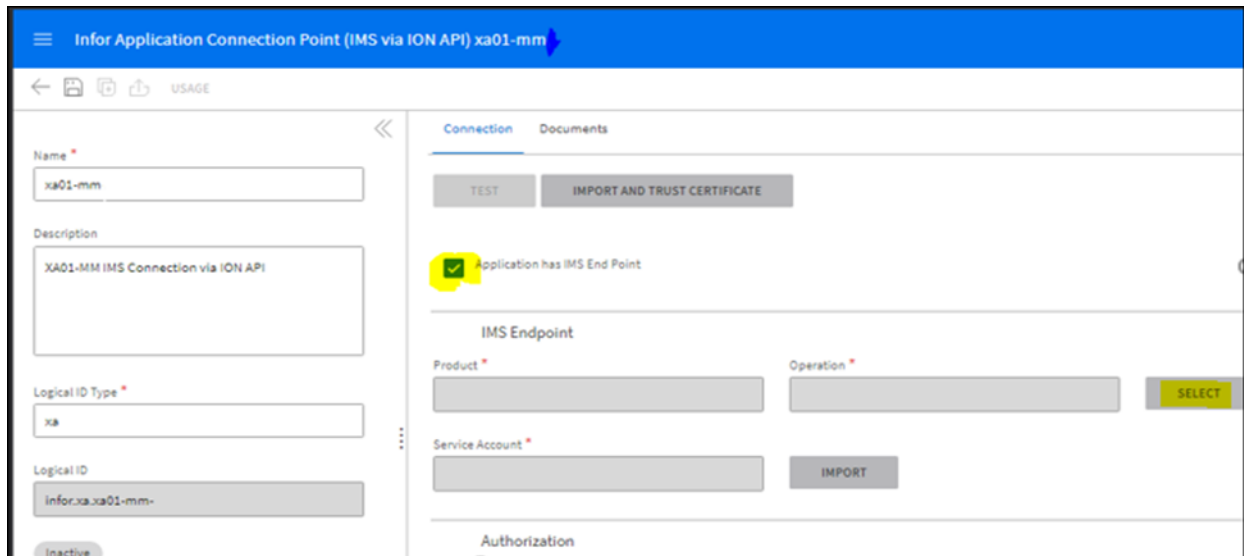 Infor Application Connection Point (IMS via ION API) xa01-mm
USAGE
Name *
xa01-mm
Description
XA01-MM IMS Connection via ION API
Logical ID Type *
xa
Logical ID
infor.xa.xa01-mm-
Inactive
Connection Documents
TEST IMPORT AND TRUST CERTIFICATE
Application has IMS End Point
IMS Endpoint
Product * Operation *
SELECT
Service Account *
IMPORT
Authorization